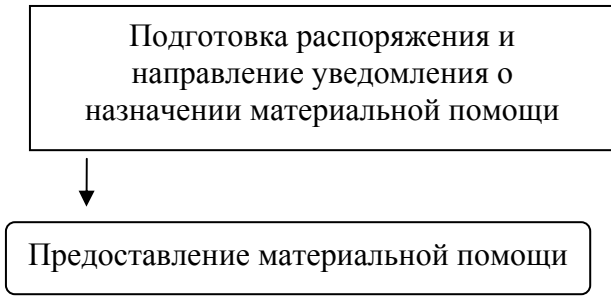 Подготовка распоряжения и
направление уведомления о
назначении материальной помощи
Предоставление материальной помощи